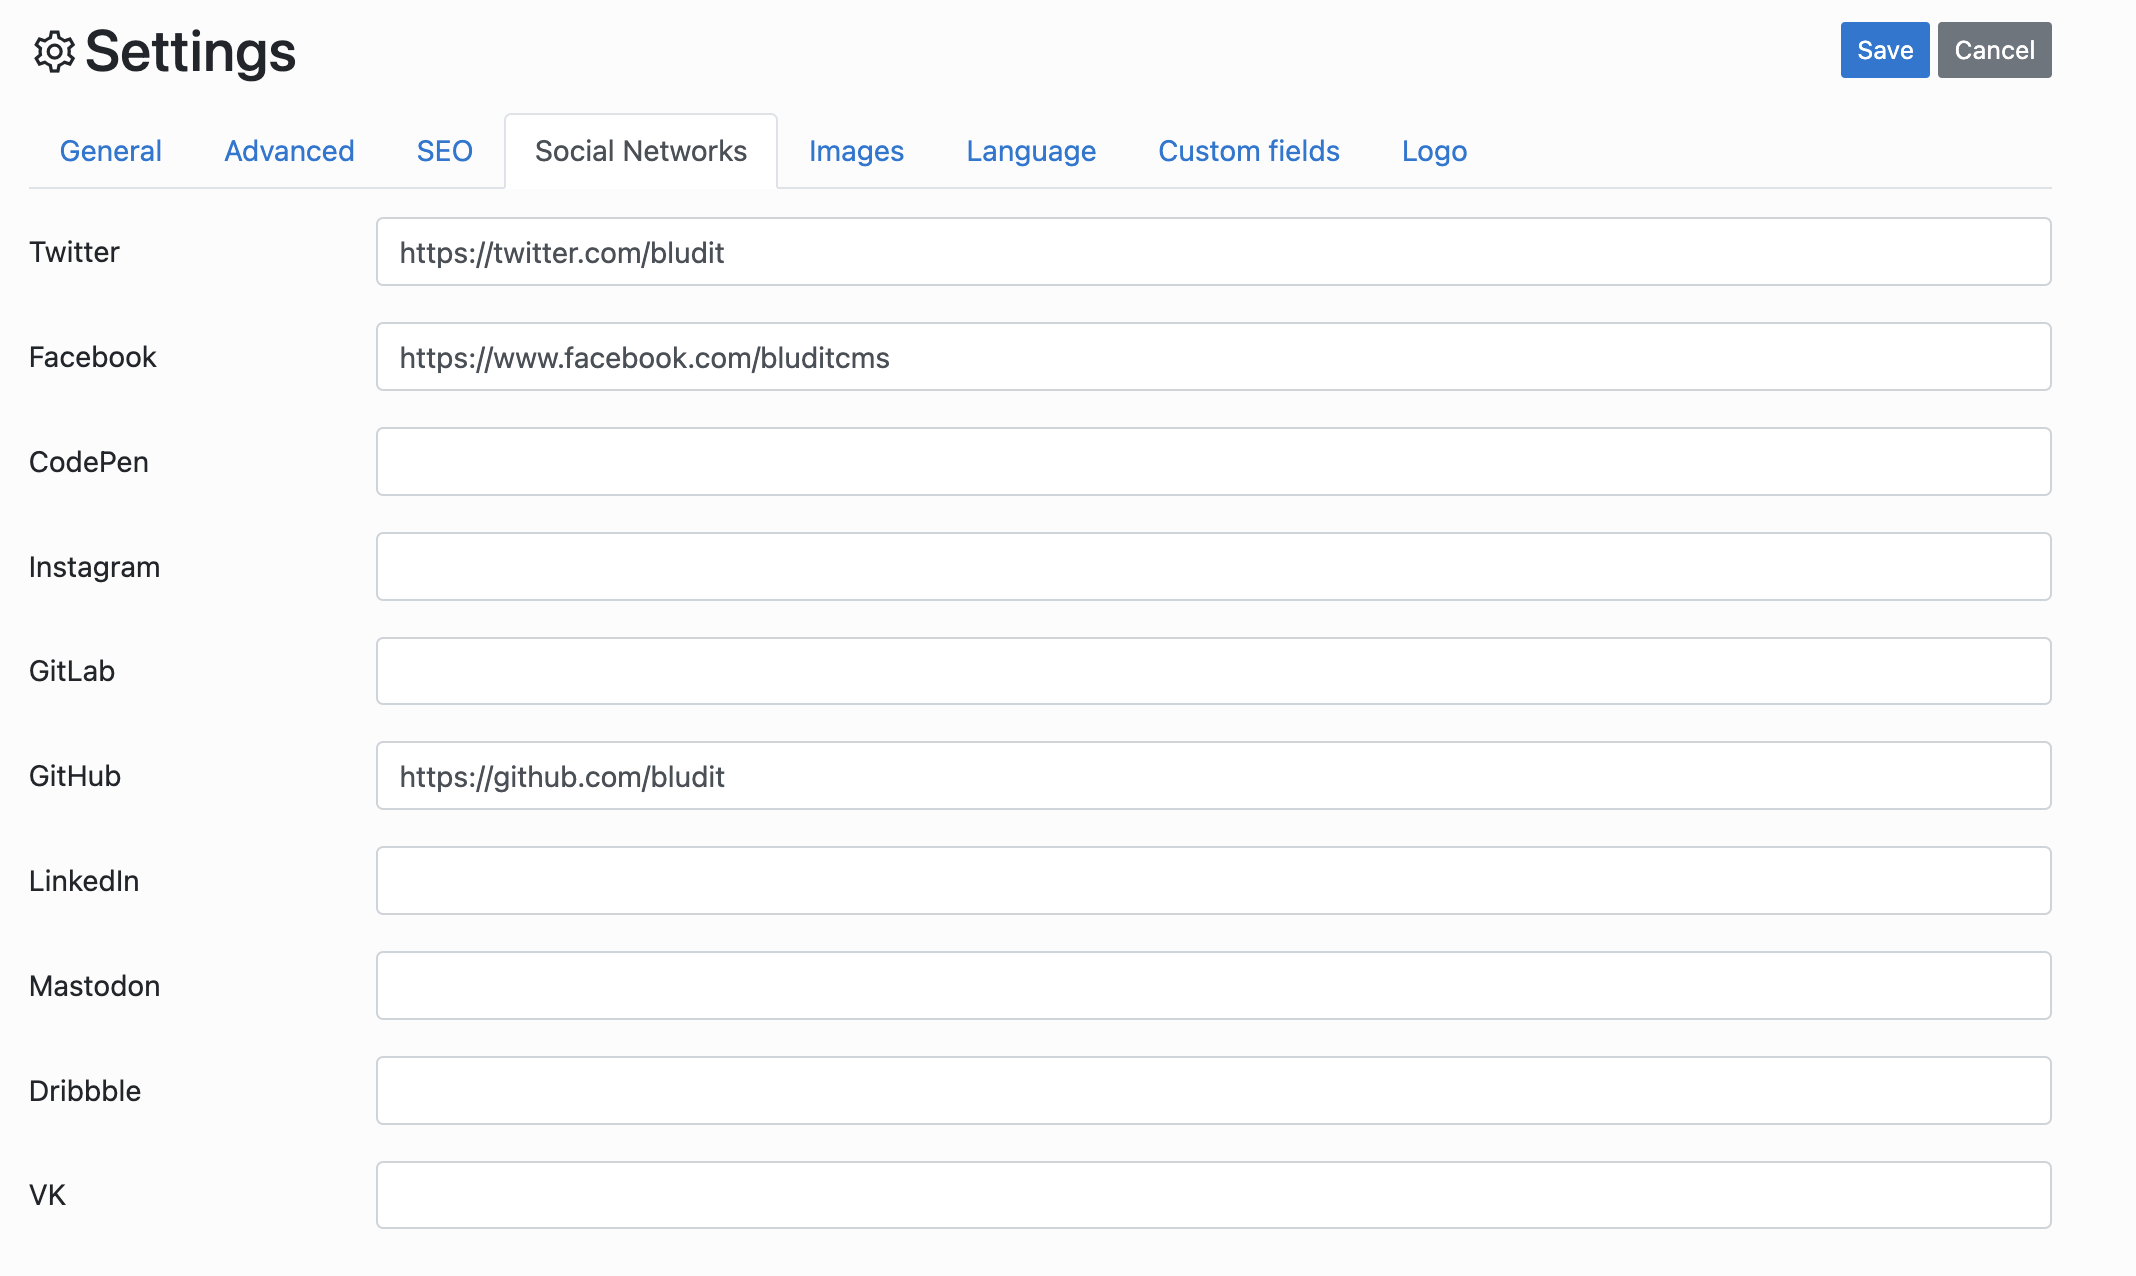 Settings
Save Cancel
General Advanced SEO Social Networks Images Language Custom fields Logo
Twitter https://twitter.com/bludit
Facebook https://www.facebook.com/bluditcms
CodePen
Instagram
GitLab
GitHub https://github.com/bludit
LinkedIn
Mastodon
Dribbble
VK